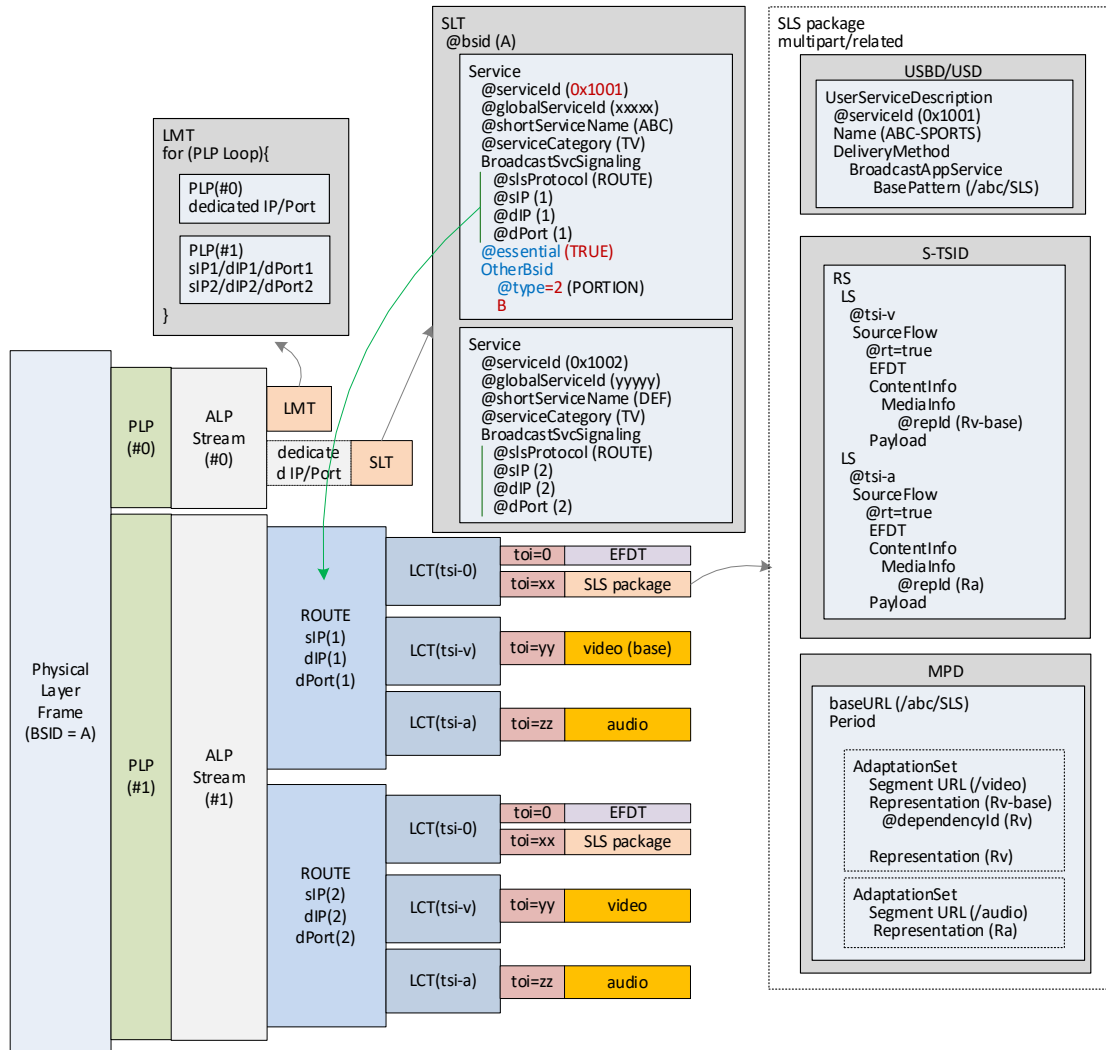 LMT
for (PLP Loop){
PLP(#0)
dedicated IP/Port
PLP(#1)
sIP1/dIP1/dPort1
sIP2/dIP2/dPort2
}
SLT
@bsid (A)
Service
@serviceId (0x1001)
@globalServiceId (xxxxx)
@shortServiceName (ABC)
@serviceCategory (TV)
BroadcastSvcSignaling
@slsProtocol (ROUTE)
@sIP (1)
@dIP (1)
@dPort (1)
@essential (TRUE)
OtherBsid
@type=2 (PORTION)
B
Service
@serviceId (0x1002)
@globalServiceId (yyyyy)
@shortServiceName (DEF)
@serviceCategory (TV)
BroadcastSvcSignaling
@slsProtocol (ROUTE)
@sIP (2)
@dIP (2)
@dPort (2)
SLS package
multipart/related
USBD/USD
UserServiceDescription
@serviceId (0x1001)
Name (ABC-SPORTS)
DeliveryMethod
BroadcastAppService
BasePattern (/abc/SLS)
S-TSID
RS
LS
@tsi-v
SourceFlow
@rt=true
EFDT
ContentInfo
MediaInfo
@repId (Rv-base)
Payload
LS
@tsi-a
SourceFlow
@rt=true
EFDT
ContentInfo
MediaInfo
@repId (Ra)
Payload
MPD
baseURL (/abc/SLS)
Period
AdaptationSet
Segment URL (/video)
Representation (Rv-base)
@dependencyId (Rv)
Representation (Rv)
AdaptationSet
Segment URL (/audio)
Representation (Ra)
Physical
Layer
Frame
(BSID = A)
PLP
(#0)
ALP
Stream
(#0)
LMT
dedicate
d IP/Port
SLT
PLP
(#1)
ALP
Stream
(#1)
ROUTE
sIP(1)
dIP(1)
dPort(1)
LCT(tsi-0)
toi=0
EFDT
toi=xx
SLS package
LCT(tsi-v)
toi=yy
video (base)
LCT(tsi-a)
toi=zz
audio
ROUTE
sIP(2)
dIP(2)
dPort(2)
LCT(tsi-0)
toi=0
EFDT
toi=xx
SLS package
LCT(tsi-v)
toi=yy
video
LCT(tsi-a)
toi=zz
audio